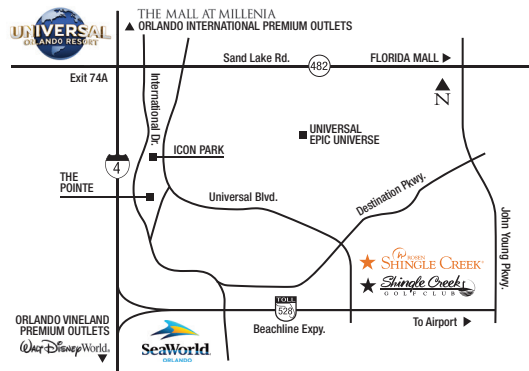 THE MALL AT MILLENIA
ORLANDO INTERNATIONAL PREMIUM OUTLETS
UNIVERSAL
ORLANDO RESORT
Sand Lake Rd.
482
FLORIDA MALL
Exit 74A
N
International Dr.
UNIVERSAL
EPIC UNIVERSE
ICON PARK
4
THE
POINTE
Universal Blvd.
Destination Pkwy.
John Young Pkwy.
ROSEN
SHINGLE CREEK
Shingle Creek
GOLF CLUB
TOLL
528
Beachline Expy.
To Airport
ORLANDO VINELAND
PREMIUM OUTLETS
Walt Disney World
SeaWorld
ORLANDO